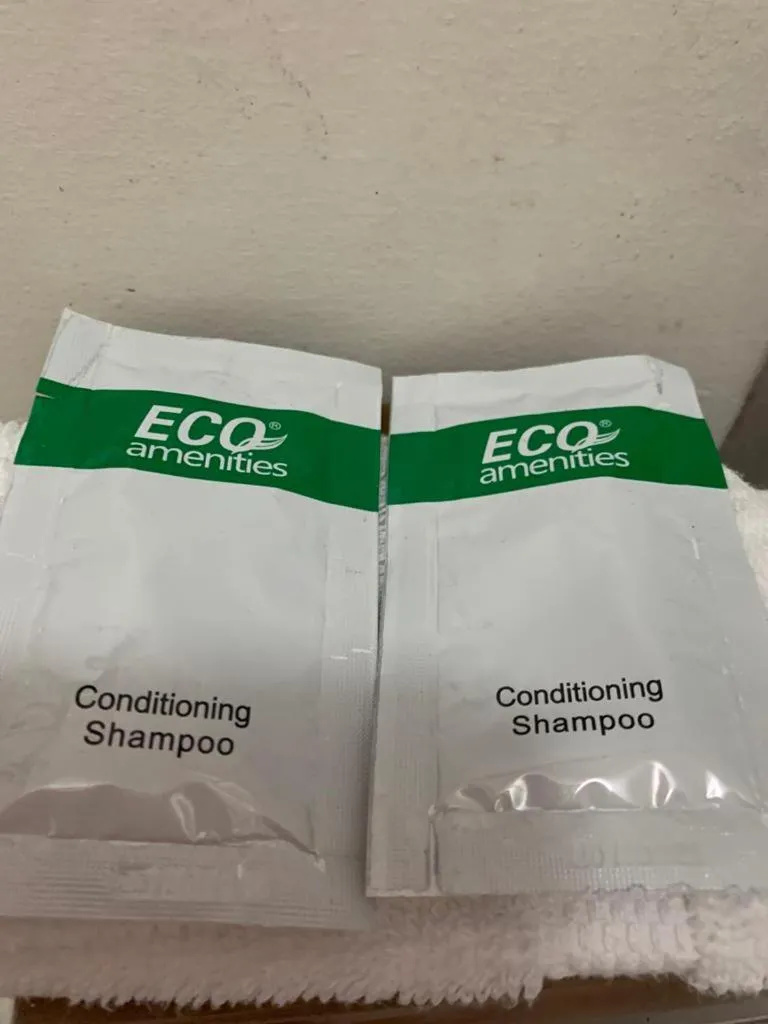 ECO®
amenities
Conditioning
Shampoo
ECO®
amenities
Conditioning
Shampoo